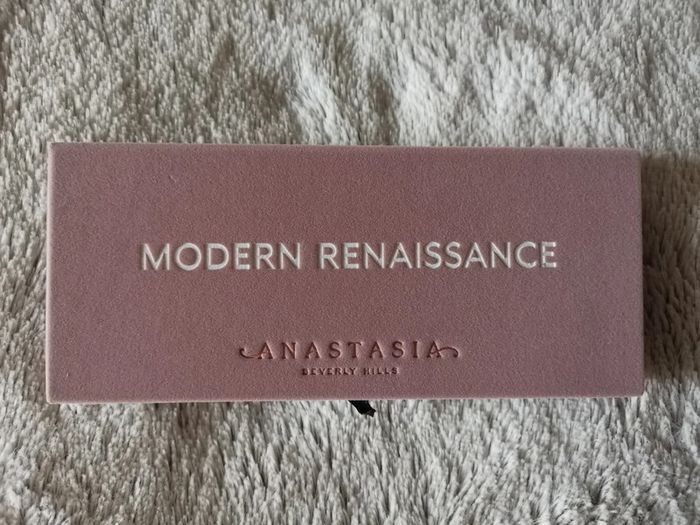 MODERN RENAISSANCE
ANASTASIA
BEVERLY HILLS